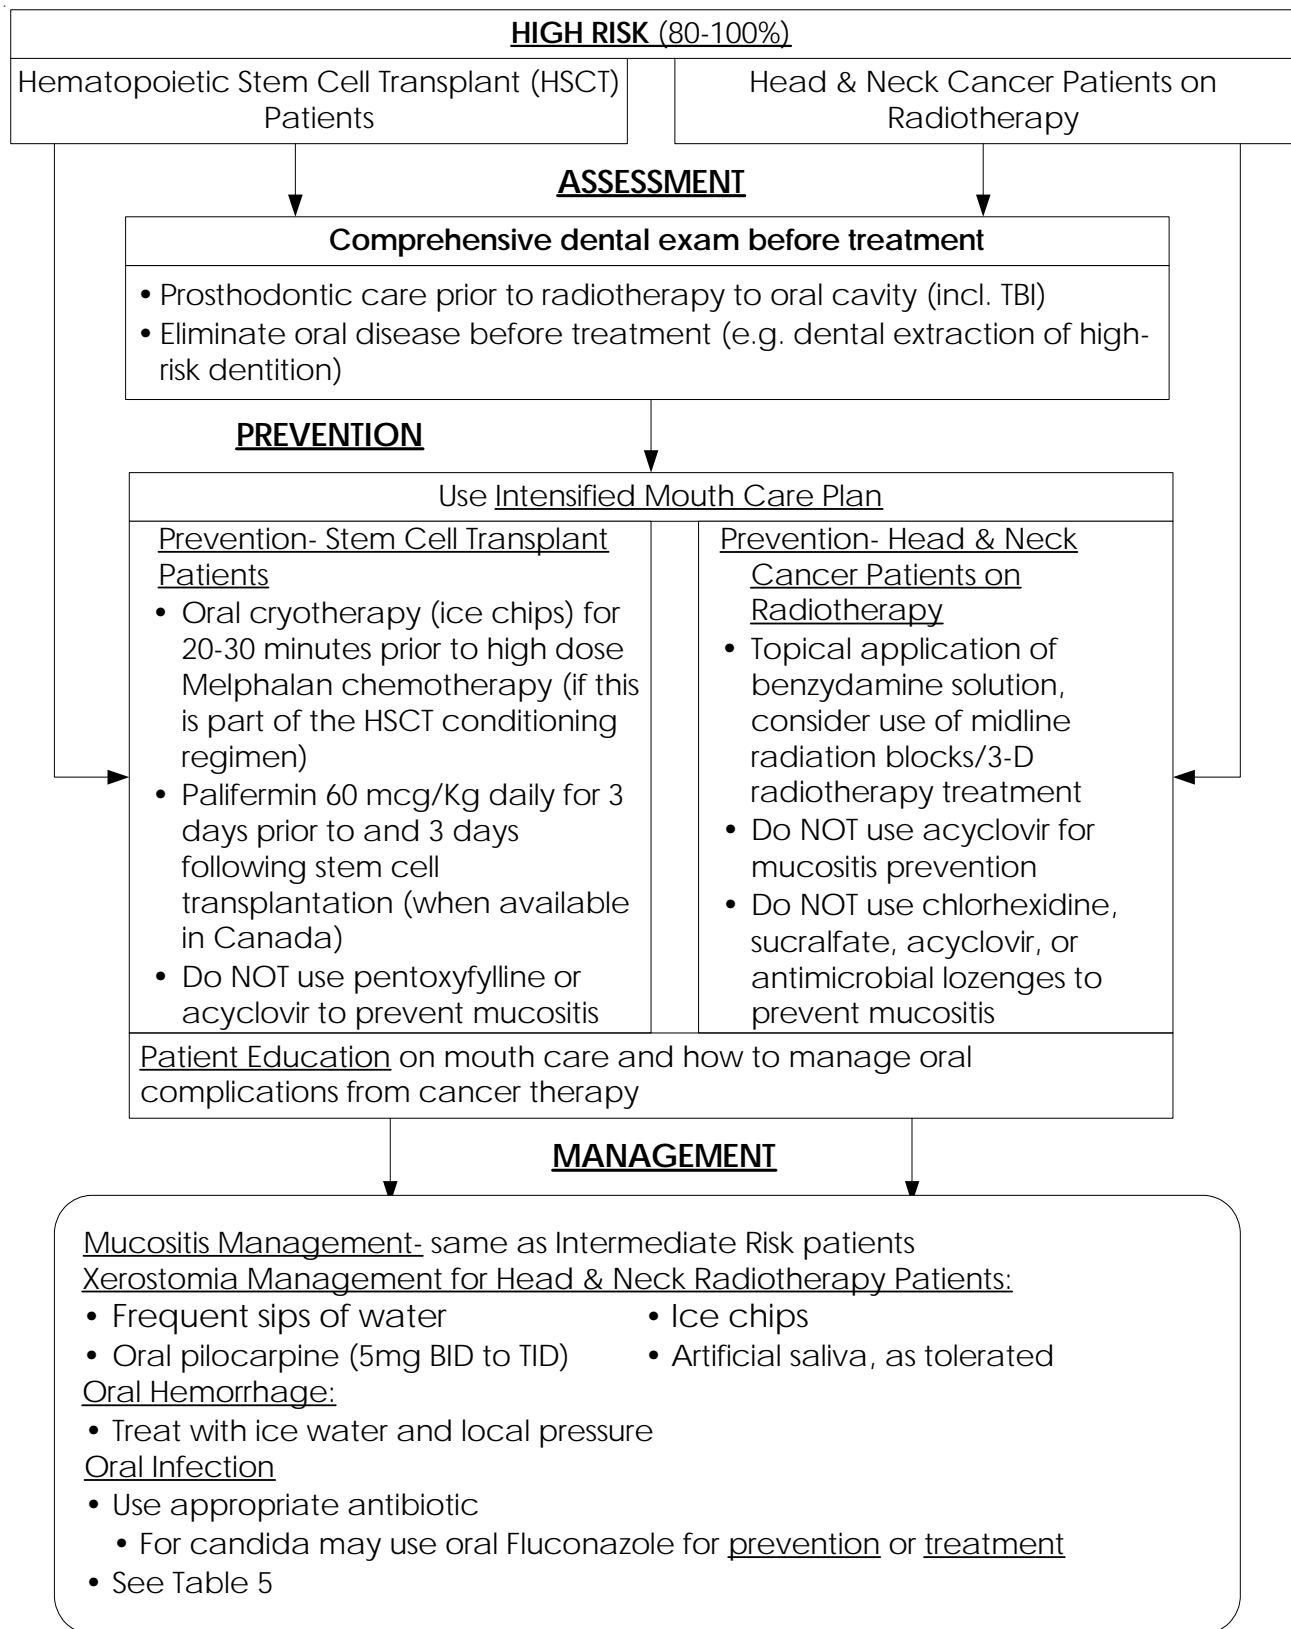 HIGH RISK (80-100%)
Hematopoietic Stem Cell Transplant (HSCT)
Patients
Head & Neck Cancer Patients on
Radiotherapy
ASSESSMENT
Comprehensive dental exam before treatment
• Prosthodontic care prior to radiotherapy to oral cavity (incl. TBI)
• Eliminate oral disease before treatment (e.g. dental extraction of high-
risk dentition)
PREVENTION
Use Intensified Mouth Care Plan
Prevention- Stem Cell Transplant
Patients
• Oral cryotherapy (ice chips) for
20-30 minutes prior to high dose
Melphalan chemotherapy (if this
is part of the HSCT conditioning
regimen)
• Palifermin 60 mcg/Kg daily for 3
days prior to and 3 days
following stem cell
transplantation (when available
in Canada)
• Do NOT use pentoxyfylline or
acyclovir to prevent mucositis
Prevention- Head & Neck
Cancer Patients on
Radiotherapy
• Topical application of
benzydamine solution,
consider use of midline
radiation blocks/3-D
radiotherapy treatment
• Do NOT use acyclovir for
mucositis prevention
• Do NOT use chlorhexidine,
sucralfate, acyclovir, or
antimicrobial lozenges to
prevent mucositis
Patient Education on mouth care and how to manage oral
complications from cancer therapy
MANAGEMENT
Mucositis Management- same as Intermediate Risk patients
Xerostomia Management for Head & Neck Radiotherapy Patients:
• Frequent sips of water • Ice chips
• Oral pilocarpine (5mg BID to TID) • Artificial saliva, as tolerated
Oral Hemorrhage:
• Treat with ice water and local pressure
Oral Infection
• Use appropriate antibiotic
• For candida may use oral Fluconazole for prevention or treatment
• See Table 5